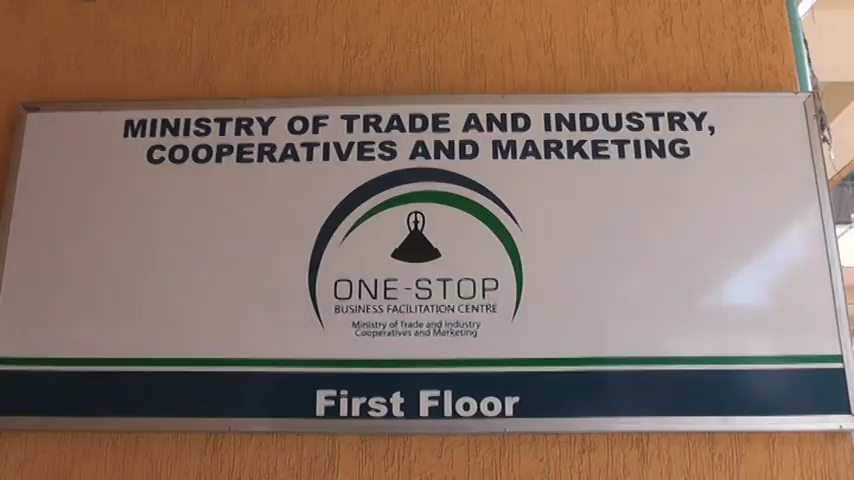 MINISTRY OF TRADE AND INDUSTRY,
COOPERATIVES AND MARKETING
ONE-STOP
BUSINESS FACILITATION CENTRE
Ministry of Trade and Industry
Cooperatives and Marketing
First Floor